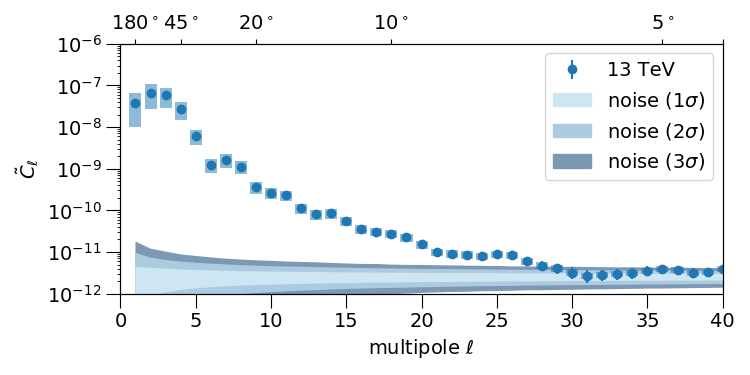 180° 45° 20° 10° 5°
10⁻⁶
10⁻⁷
10⁻⁸
10⁻⁹
10⁻¹⁰
10⁻¹¹
10⁻¹²
C̃ℓ
13 TeV
noise (1σ)
noise (2σ)
noise (3σ)
0 5 10 15 20 25 30 35 40
multipole ℓ